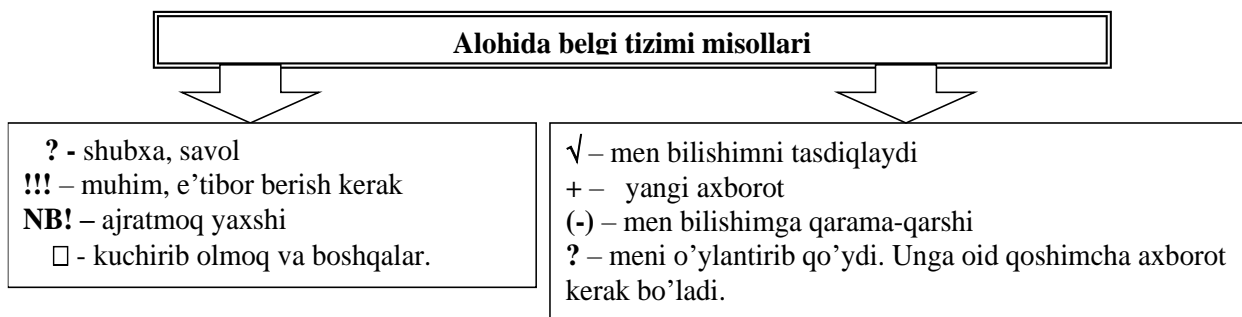 Alohida belgi tizimi misollari
? - shubxa, savol
!!! – muhim, e’tibor berish kerak
NB! – ajratmoq yaxshi
□ - kuchirib olmoq va boshqalar.
√ – men bilishimni tasdiqlaydi
+ – yangi axborot
(-) – men bilishimga qarama-qarshi
? – meni o’ylantirib qo’ydi. Unga oid qoshimcha axborot
kerak bo’ladi.